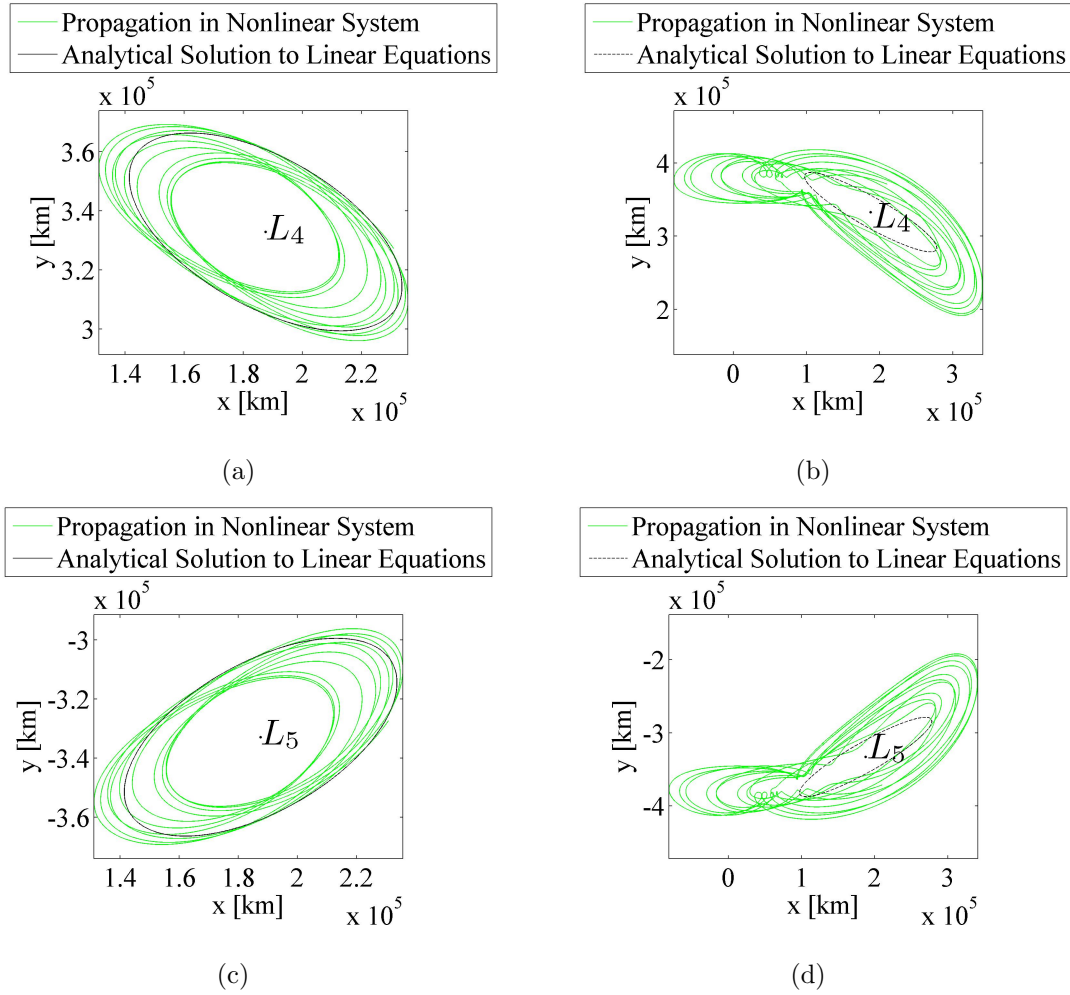 Propagation in Nonlinear System
Analytical Solution to Linear Equations
x 10^5
3.6
3.4
3.2
3
y [km]
L4
1.4 1.6 1.8 2 2.2
x [km]
x 10^5
(a)
Propagation in Nonlinear System
Analytical Solution to Linear Equations
x 10^5
4
3
2
y [km]
L4
0 1 2 3
x [km]
x 10^5
(b)
Propagation in Nonlinear System
Analytical Solution to Linear Equations
x 10^5
-3
-3.2
-3.4
-3.6
y [km]
L5
1.4 1.6 1.8 2 2.2
x [km]
x 10^5
(c)
Propagation in Nonlinear System
Analytical Solution to Linear Equations
x 10^5
-2
-3
-4
y [km]
L5
0 1 2 3
x [km]
x 10^5
(d)